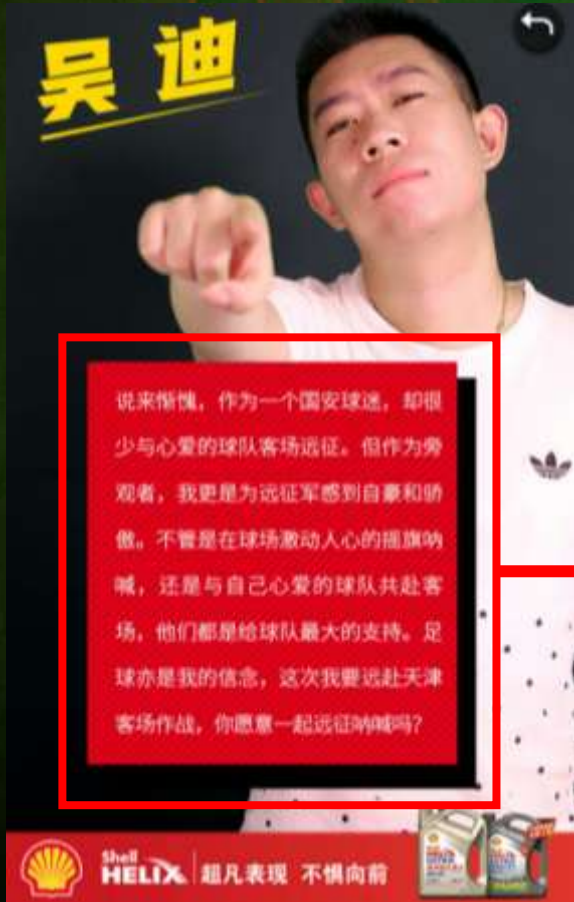 吴迪
说来惭愧，作为一个国安球迷，却很
少与心爱的球队客场远征。但作为旁
观者，我更是为远征军感到自豪和骄
傲。不管是在球场激动人心的摇旗呐
喊，还是与自己心爱的球队共赴客
场，他们都是给球队最大的支持。足
球亦是我的信念，这次我要远赴天津
客场作战，你愿意一起远征呐喊吗？
Shell
HELIX 超凡表现 不惧向前